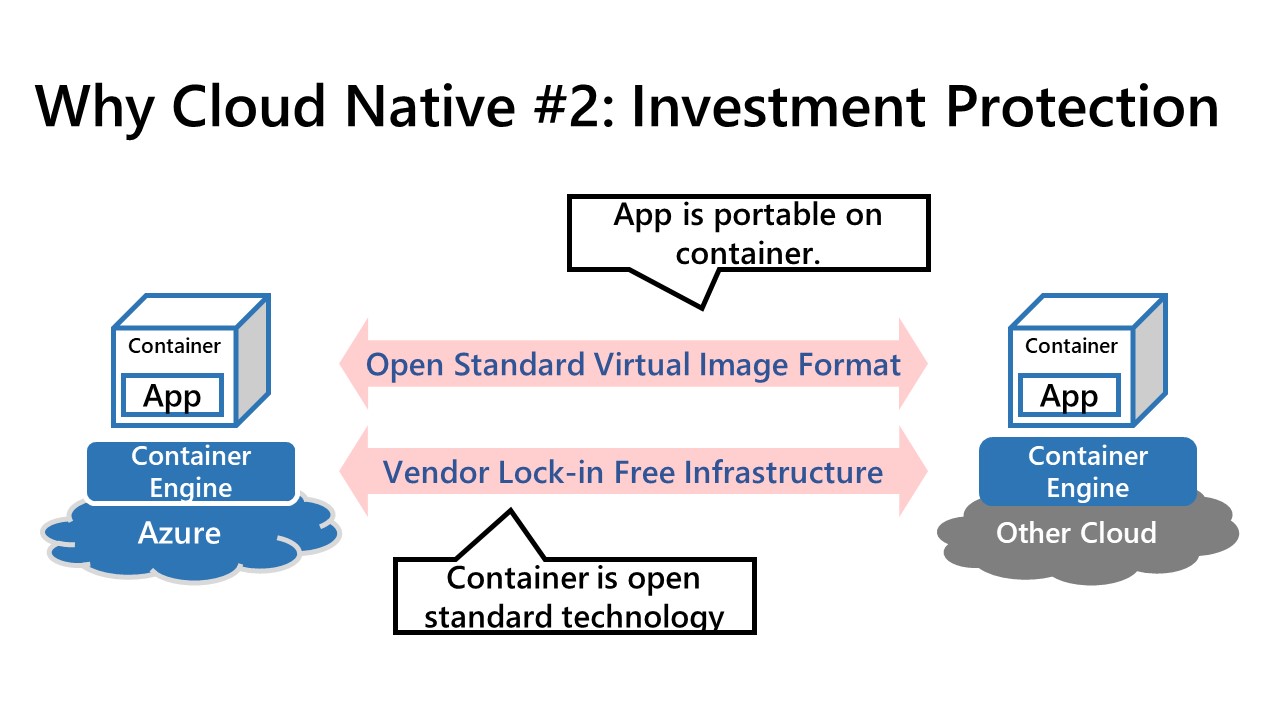 Why Cloud Native #2: Investment Protection
App is portable on
container.
Container
App
Container
Engine
Azure
Open Standard Virtual Image Format
Vendor Lock-in Free Infrastructure
Container is open
standard technology
Container
App
Container
Engine
Other Cloud